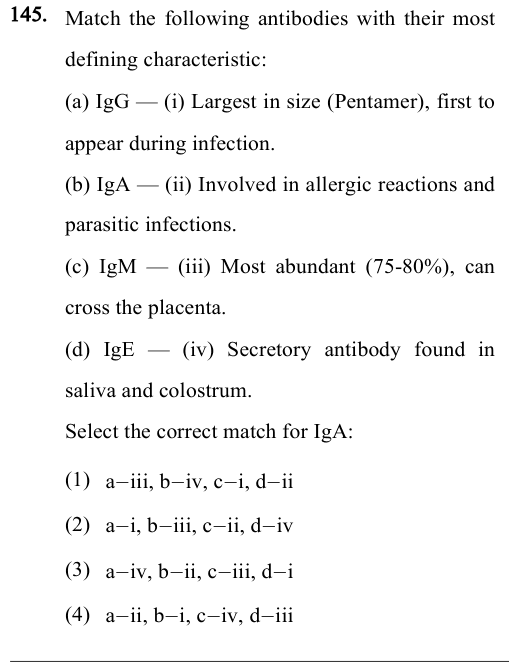 145. Match the following antibodies with their most
defining characteristic:
(a) IgG — (i) Largest in size (Pentamer), first to
appear during infection.
(b) IgA — (ii) Involved in allergic reactions and
parasitic infections.
(c) IgM — (iii) Most abundant (75-80%), can
cross the placenta.
(d) IgE — (iv) Secretory antibody found in
saliva and colostrum.
Select the correct match for IgA:
(1) a–iii, b–iv, c–i, d–ii
(2) a–i, b–iii, c–ii, d–iv
(3) a–iv, b–ii, c–iii, d–i
(4) a–ii, b–i, c–iv, d–iii